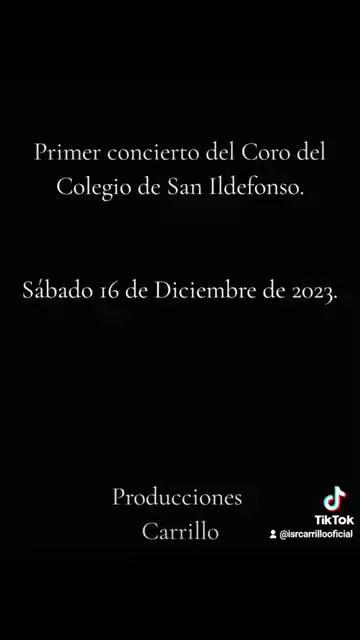 Primer concierto del Coro del
Colegio de San Ildefonso.
Sábado 16 de Diciembre de 2023.
Producciones
Carrillo
TikTok
@isrcarrillooficial